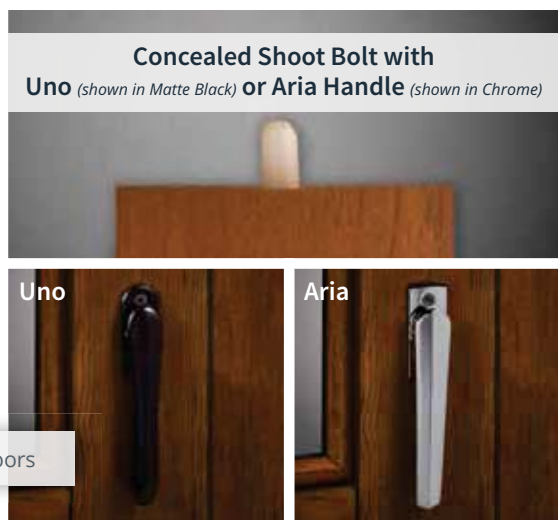 Concealed Shoot Bolt with
Uno (shown in Matte Black) or Aria Handle (shown in Chrome)
Uno
Aria